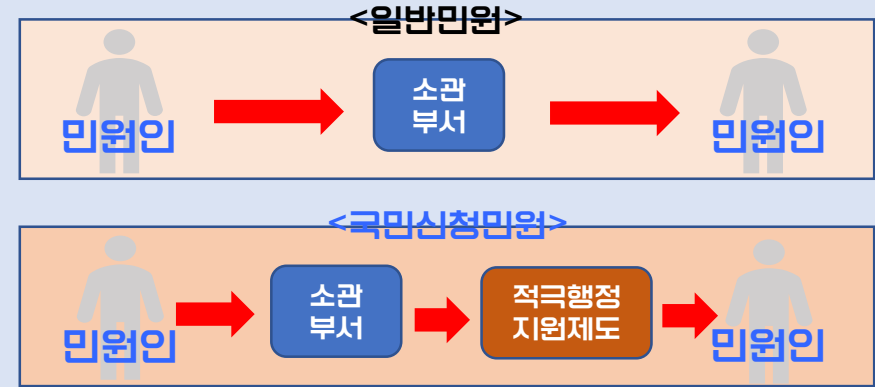 <일반민원>
민원인
소관
부서
민원인
<국민신청민원>
민원인
소관
부서
적극행정
지원제도
민원인